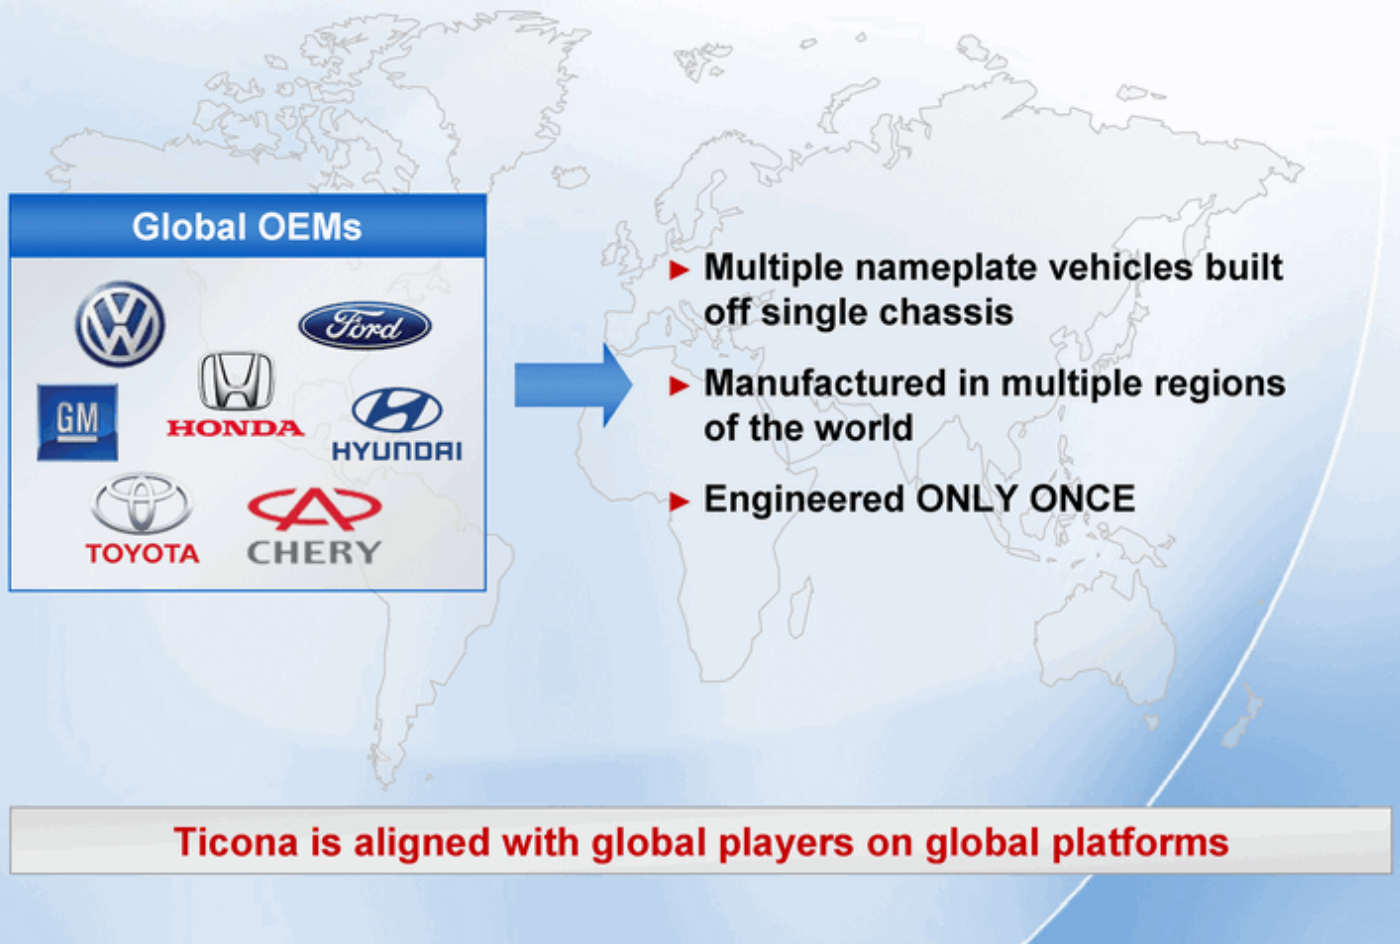 Global OEMs
Ford
GM
HONDA
HYUNDAI
TOYOTA
CHERY
Multiple nameplate vehicles built
off single chassis
Manufactured in multiple regions
of the world
Engineered ONLY ONCE
Ticona is aligned with global players on global platforms